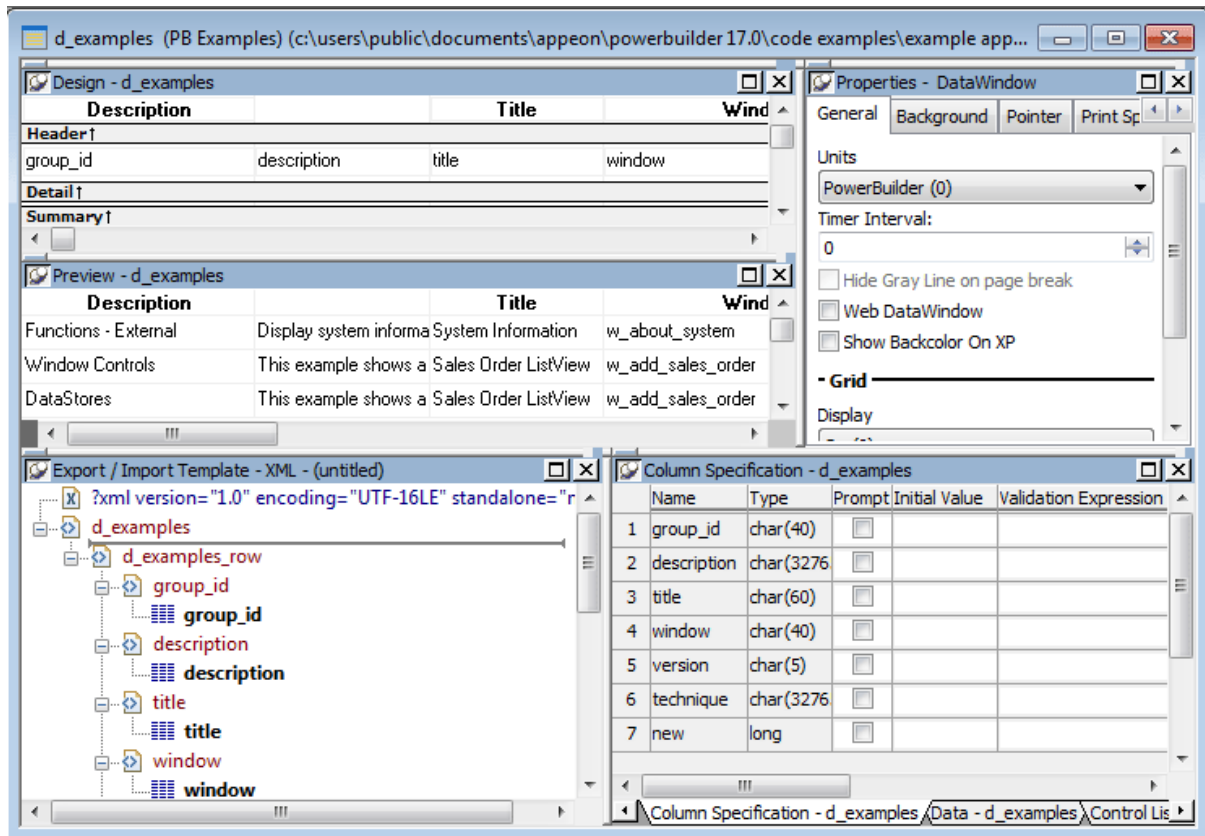 d_examples (PB Examples) (c:\users\public\documents\appeon\powerbuilder 17.0\code examples\example app...
Design - d_examples
Description Title Wind
Header↑
group_id description title window
Detail↑
Summary↑
Preview - d_examples
Description Title Wind
Functions - External Display system informa System Information w_about_system
Window Controls This example shows a Sales Order ListView w_add_sales_order
DataStores This example shows a Sales Order ListView w_add_sales_order
Properties - DataWindow
General Background Pointer Print Sp
Units
PowerBuilder (0)
Timer Interval:
0
Hide Gray Line on page break
Web DataWindow
Show Backcolor On XP
- Grid
Display
Export / Import Template - XML - (untitled)
?xml version="1.0" encoding="UTF-16LE" standalone="n
d_examples
d_examples_row
group_id
group_id
description
description
title
title
window
window
Column Specification - d_examples
Name Type Prompt Initial Value Validation Expression
1 group_id char(40)
2 description char(3276
3 title char(60)
4 window char(40)
5 version char(5)
6 technique char(3276
7 new long
Column Specification - d_examples Data - d_examples Control Lis